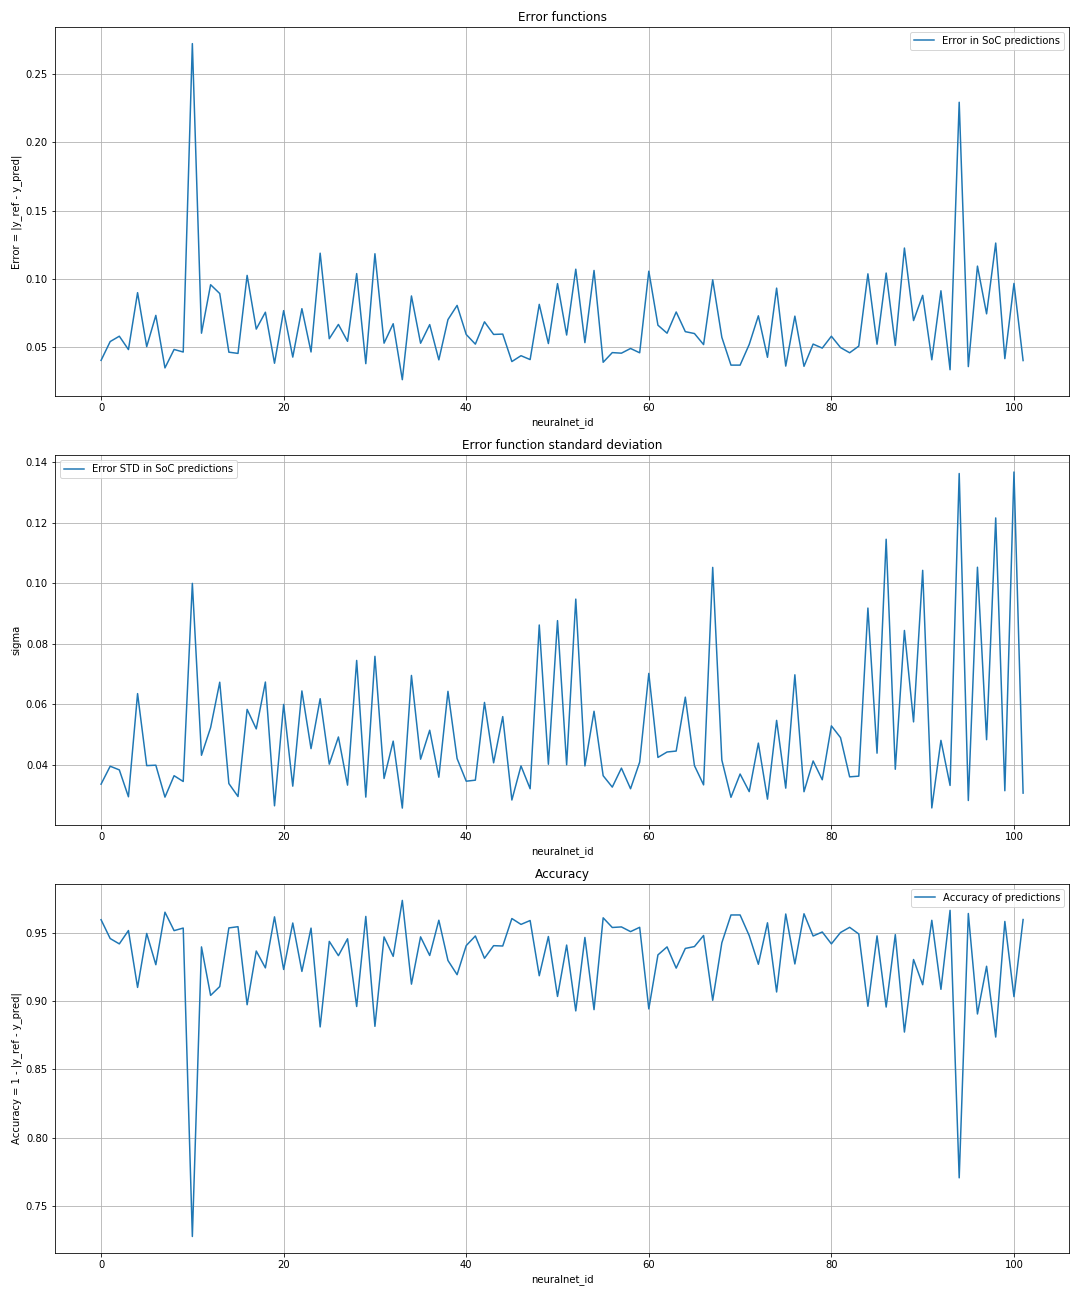 Error functions
Error in SoC predictions
Error = |y_ref - y_pred|
0.25
0.20
0.15
0.10
0.05
0 20 40 60 80 100
neuralnet_id
Error function standard deviation
Error STD in SoC predictions
sigma
0.14
0.12
0.10
0.08
0.06
0.04
0 20 40 60 80 100
neuralnet_id
Accuracy
Accuracy of predictions
Accuracy = 1 - |y_ref - y_pred|
0.95
0.90
0.85
0.80
0.75
0 20 40 60 80 100
neuralnet_id